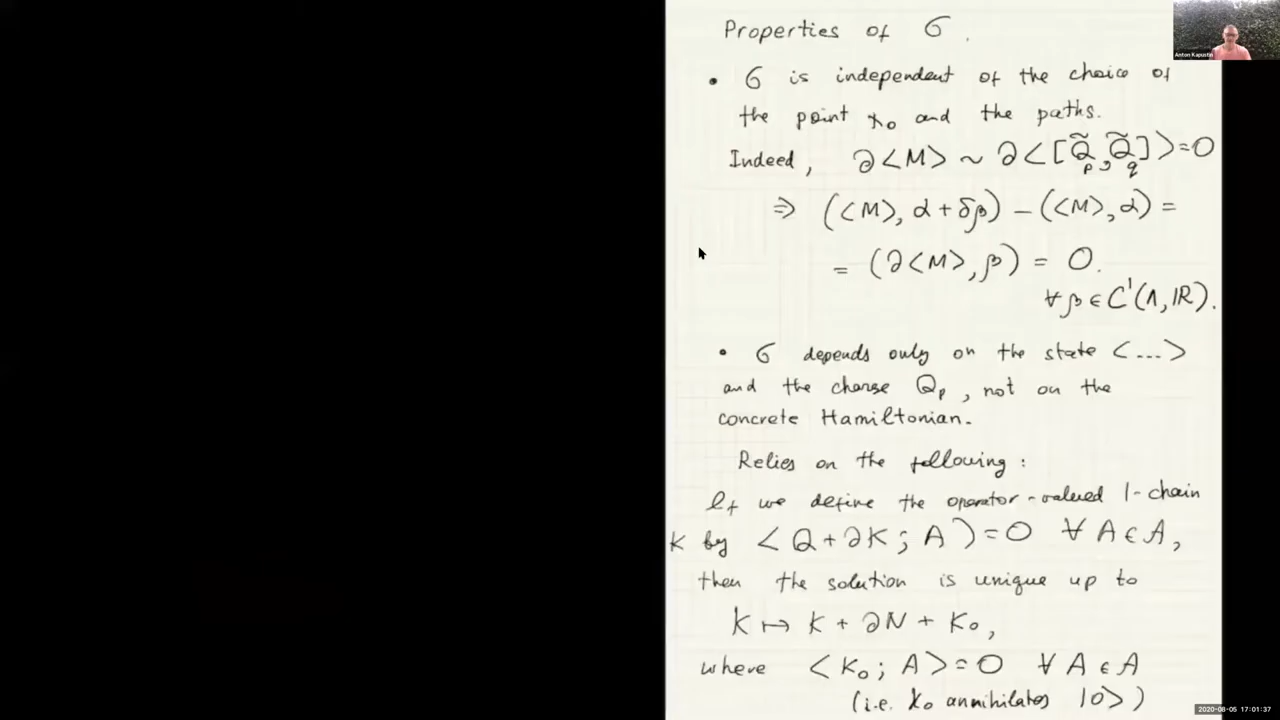 Properties of σ.
• σ is independent of the choice of
the point x₀ and the paths.
Indeed, ∂<M> ~ ∂<[Q̃_p, Q̃_q]> = 0
⇒ (<M>, α + δβ) − (<M>, α) =
= (∂<M>, β) = 0.
∀ β ∈ C¹(Λ, ℝ).
• σ depends only on the state <...>
and the charge Q_p, not on the
concrete Hamiltonian.
Relies on the following:
If we define the operator-valued 1-chain
K by <Q + ∂K; A> = 0 ∀ A ∈ A,
then the solution is unique up to
K ↦ K + ∂N + K₀,
where <K₀; A> = 0 ∀ A ∈ A
(i.e. K₀ annihilates |0>)
Anton Kapustin
2020-08-05 17:01:37